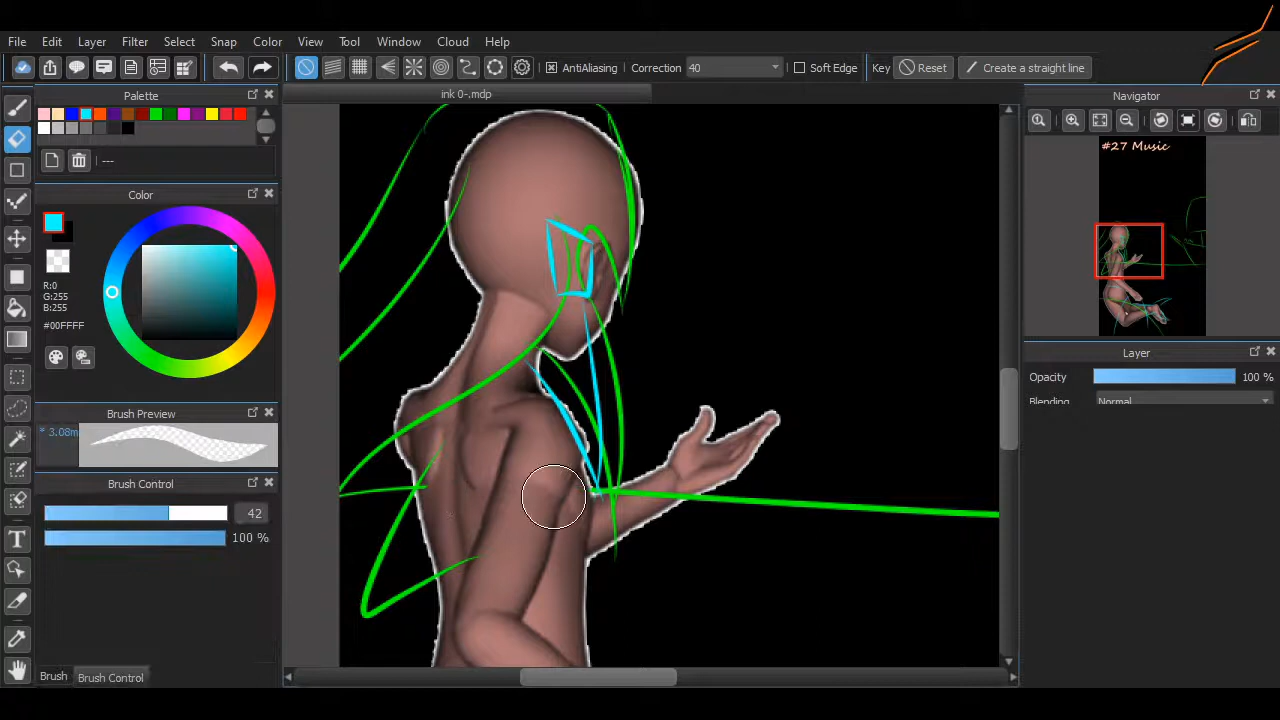 File Edit Layer Filter Select Snap Color View Tool Window Cloud Help
AntiAliasing Correction 40 Soft Edge Key Reset Create a straight line
Palette
ink 0-.mdp
Navigator
#27 Music
---
Color
R:0
G:255
B:255
#00FFFF
Layer
Opacity 100 %
Blending Normal
Brush Preview
* 3.08m
Brush Control
42
100 %
Brush Brush Control